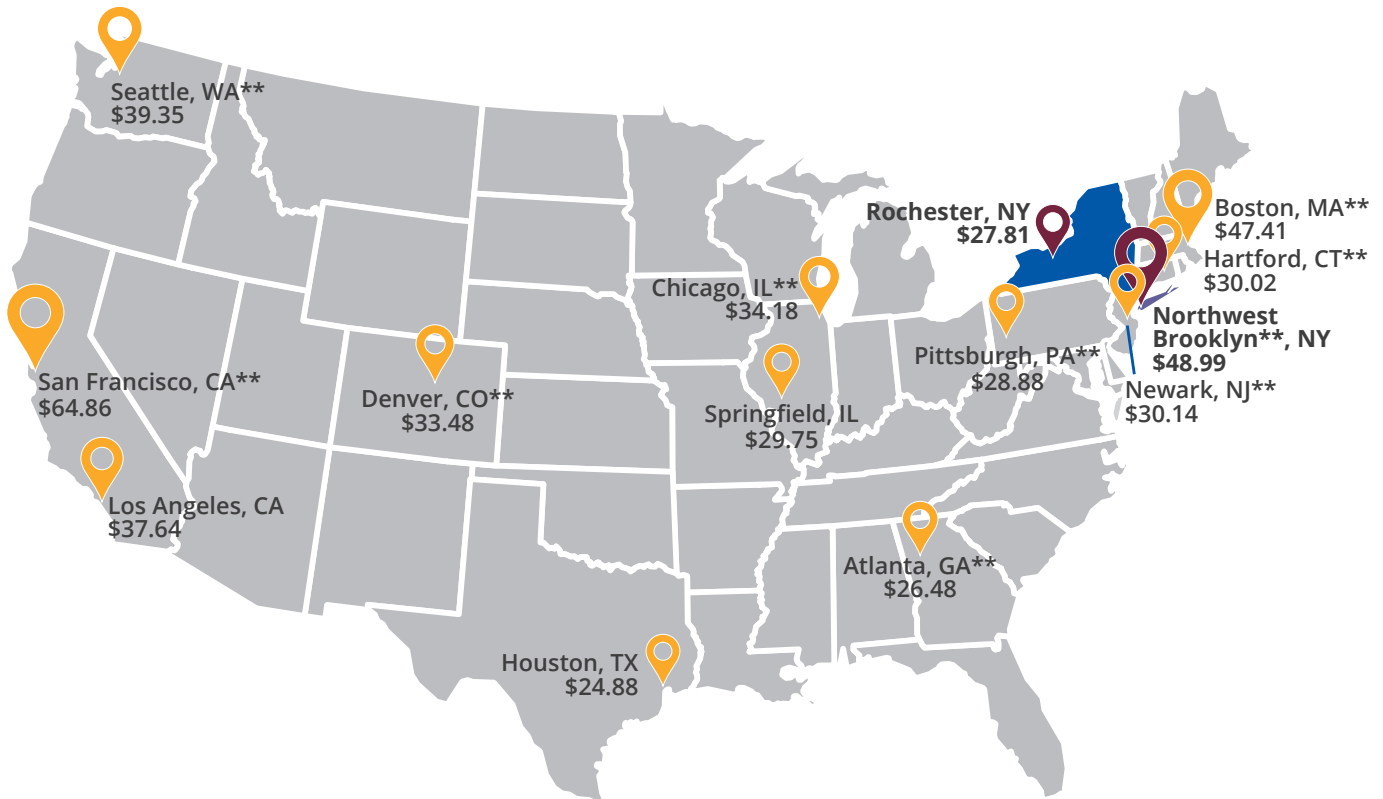 Seattle, WA**
$39.35
Rochester, NY
$27.81
Boston, MA**
$47.41
Hartford, CT**
$30.02
Chicago, IL**
$34.18
Northwest
Brooklyn**, NY
$48.99
Pittsburgh, PA**
$28.88
Newark, NJ**
$30.14
San Francisco, CA**
$64.86
Denver, CO**
$33.48
Springfield, IL
$29.75
Los Angeles, CA
$37.64
Atlanta, GA**
$26.48
Houston, TX
$24.88